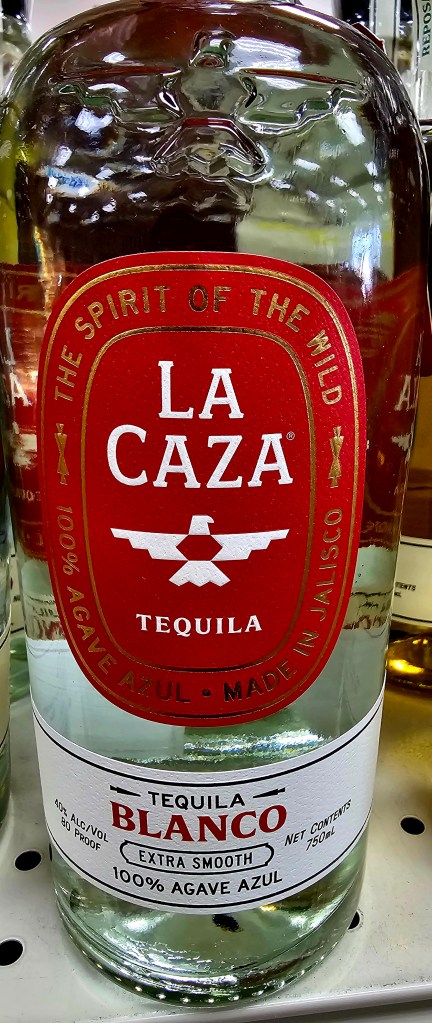 REPOS
THE SPIRIT OF THE WILD
LA
CAZA®
TEQUILA
100% AGAVE AZUL • MADE IN JALISCO
TEQUILA
BLANCO
EXTRA SMOOTH
100% AGAVE AZUL
40% ALC/VOL
80 PROOF
NET CONTENTS
750mL